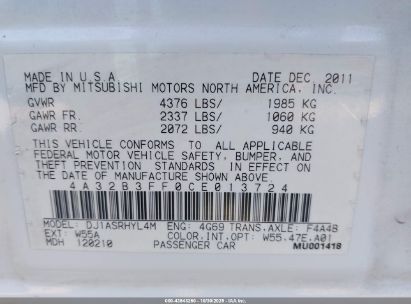 MADE IN U.S.A. DATE DEC. 2011
MFD BY MITSUBISHI MOTORS NORTH AMERICA, INC.
GVWR 4376 LBS/ 1985 KG
GAWR FR. 2337 LBS/ 1060 KG
GAWR RR. 2072 LBS/ 940 KG
THIS VEHICLE CONFORMS TO ALL APPLICABLE
FEDERAL MOTOR VEHICLE SAFETY, BUMPER, AND
THEFT PREVENTION STANDARDS IN EFFECT ON
THE DATE OF MANUFACTURE SHOWN ABOVE.
4A32B3FF0CE013724
MODEL: DJ1ASRHYL4M ENG: 4G69 TRANS.AXLE: F4A4B
EXT: W55A COLOR.INT.OPT: W55.47E.A01
MDH 120210 PASSENGER CAR MU001418